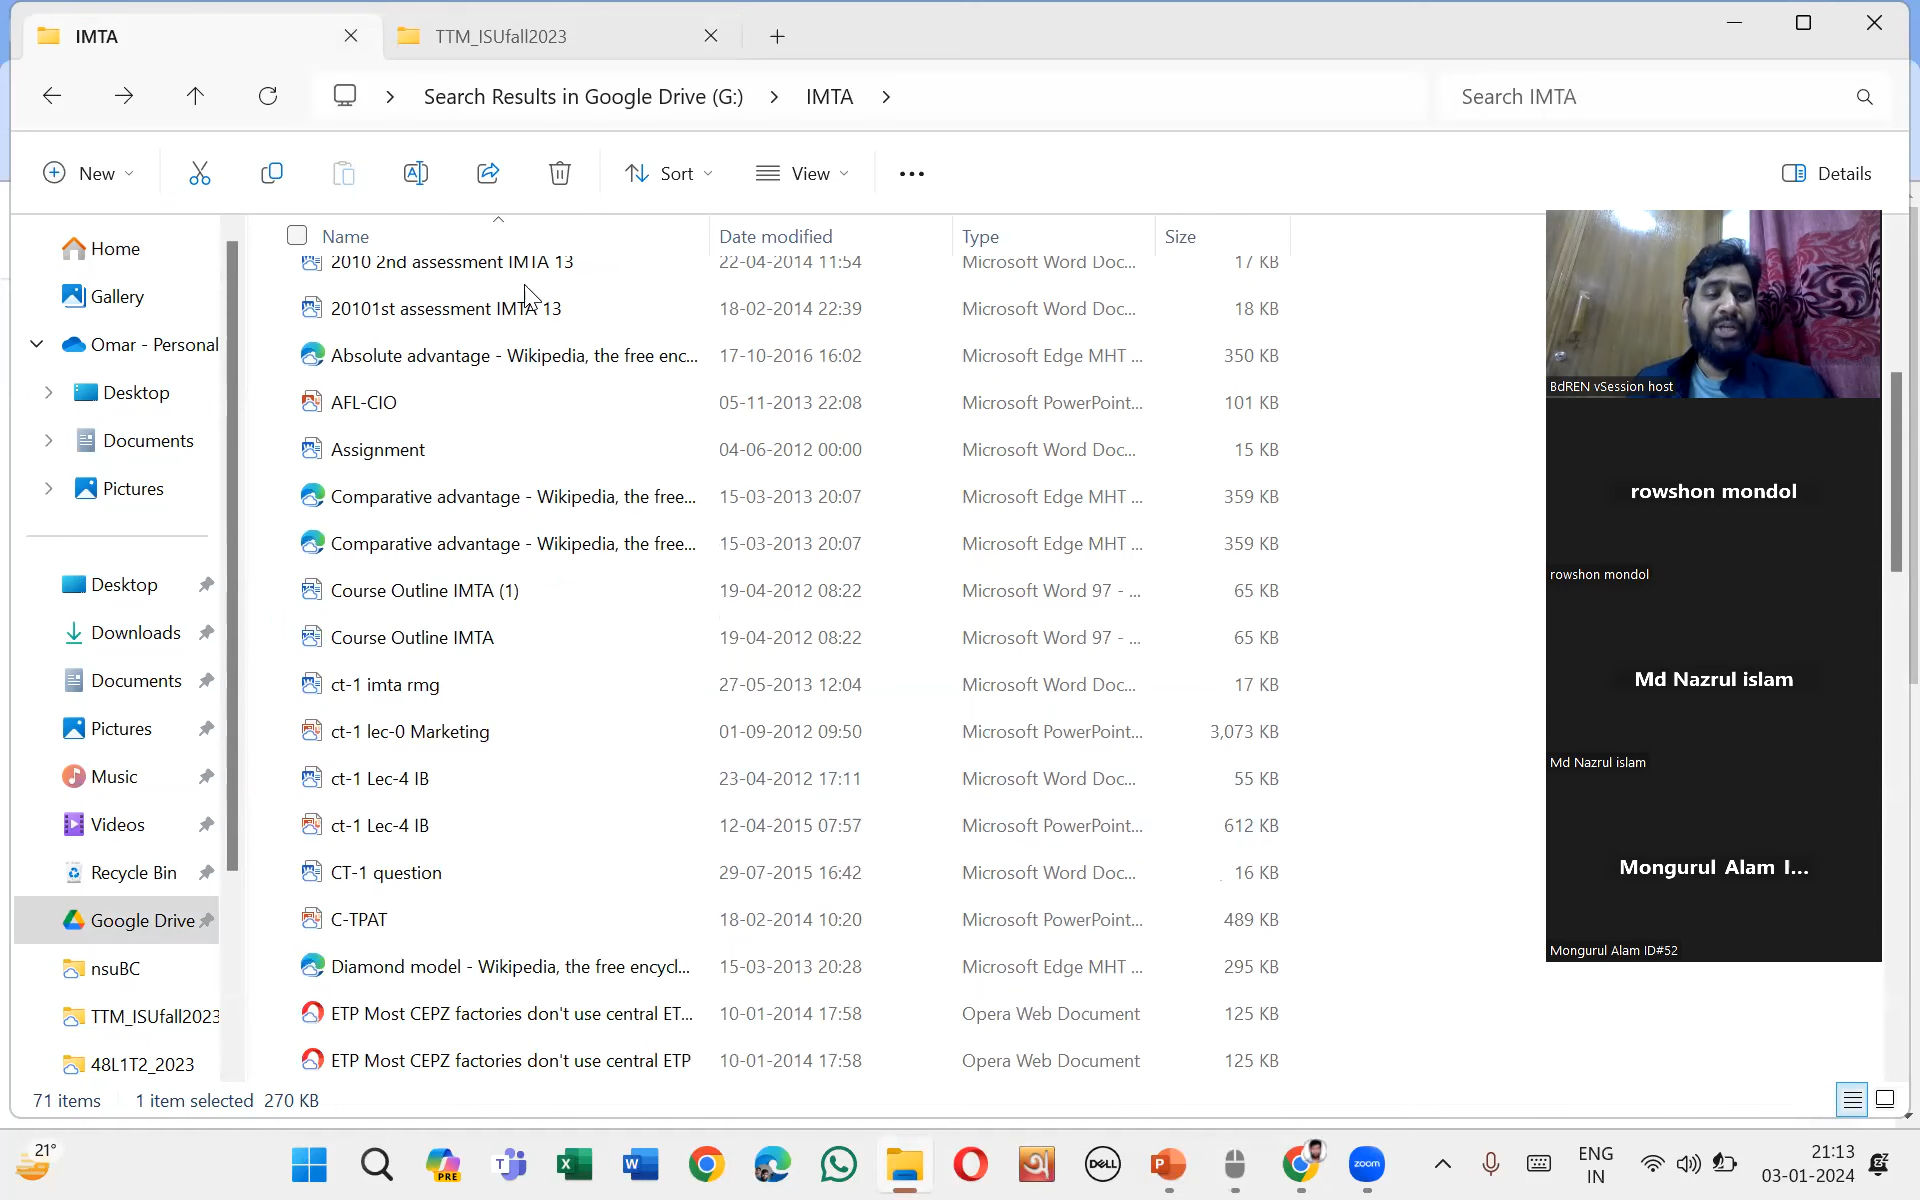 IMTA
TTM_ISUfall2023
Search Results in Google Drive (G:)
IMTA
Search IMTA
New
Sort
View
Details
Name Date modified Type Size
2010 2nd assessment IMTA 13 22-04-2014 11:54 Microsoft Word Doc... 17 KB
20101st assessment IMTA 13 18-02-2014 22:39 Microsoft Word Doc... 18 KB
Absolute advantage - Wikipedia, the free enc... 17-10-2016 16:02 Microsoft Edge MHT ... 350 KB
AFL-CIO 05-11-2013 22:08 Microsoft PowerPoint... 101 KB
Assignment 04-06-2012 00:00 Microsoft Word Doc... 15 KB
Comparative advantage - Wikipedia, the free... 15-03-2013 20:07 Microsoft Edge MHT ... 359 KB
Comparative advantage - Wikipedia, the free... 15-03-2013 20:07 Microsoft Edge MHT ... 359 KB
Course Outline IMTA (1) 19-04-2012 08:22 Microsoft Word 97 - ... 65 KB
Course Outline IMTA 19-04-2012 08:22 Microsoft Word 97 - ... 65 KB
ct-1 imta rmg 27-05-2013 12:04 Microsoft Word Doc... 17 KB
ct-1 lec-0 Marketing 01-09-2012 09:50 Microsoft PowerPoint... 3,073 KB
ct-1 Lec-4 IB 23-04-2012 17:11 Microsoft Word Doc... 55 KB
ct-1 Lec-4 IB 12-04-2015 07:57 Microsoft PowerPoint... 612 KB
CT-1 question 29-07-2015 16:42 Microsoft Word Doc... 16 KB
C-TPAT 18-02-2014 10:20 Microsoft PowerPoint... 489 KB
Diamond model - Wikipedia, the free encycl... 15-03-2013 20:28 Microsoft Edge MHT ... 295 KB
ETP Most CEPZ factories don't use central ET... 10-01-2014 17:58 Opera Web Document 125 KB
ETP Most CEPZ factories don't use central ETP 10-01-2014 17:58 Opera Web Document 125 KB
Home
Gallery
Omar - Personal
Desktop
Documents
Pictures
Desktop
Downloads
Documents
Pictures
Music
Videos
Recycle Bin
Google Drive
nsuBC
TTM_ISUfall2023
48L1T2_2023
BdREN vSession host
rowshon mondol
rowshon mondol
Md Nazrul islam
Md Nazrul islam
Mongurul Alam I...
Mongurul Alam ID#52
71 items 1 item selected 270 KB
21°
PRE
DELL
zoom
ENG
IN
21:13
03-01-2024